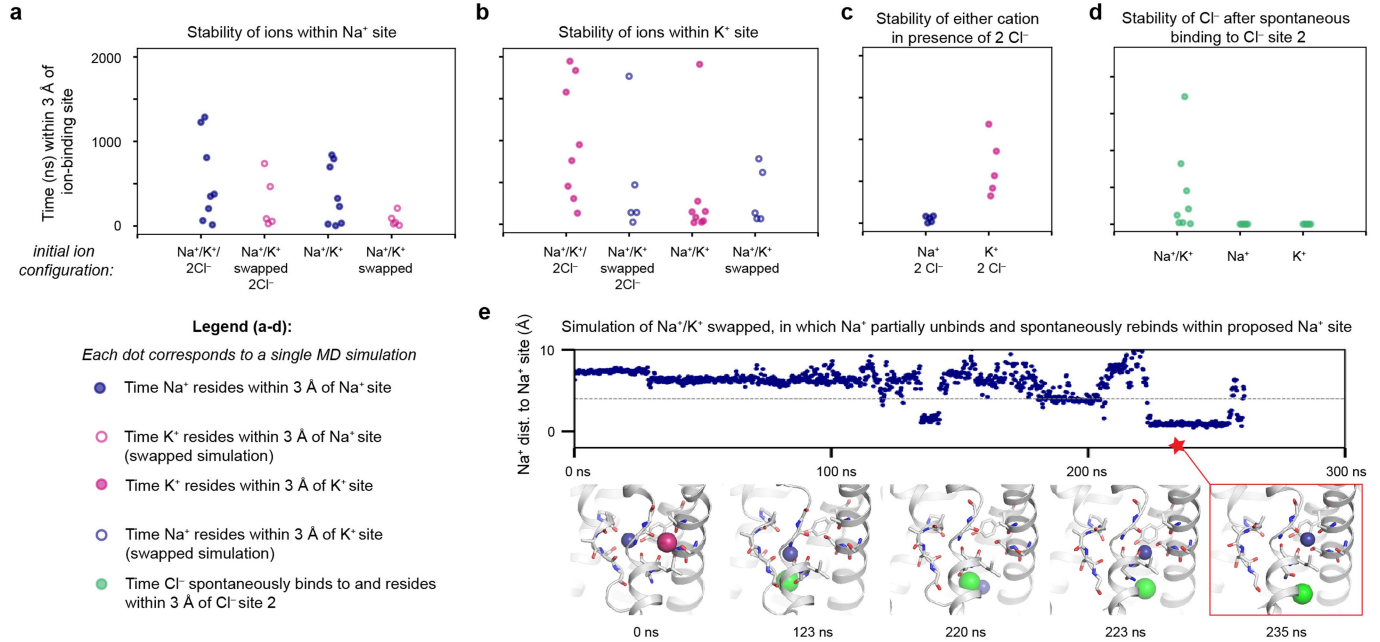 a
Stability of ions within Na⁺ site
Time (ns) within 3 Å of
ion-binding site
2000
1000
0
initial ion
configuration:
Na⁺/K⁺/
2Cl⁻
Na⁺/K⁺
swapped
2Cl⁻
Na⁺/K⁺
Na⁺/K⁺
swapped
b
Stability of ions within K⁺ site
Na⁺/K⁺/
2Cl⁻
Na⁺/K⁺
swapped
2Cl⁻
Na⁺/K⁺
Na⁺/K⁺
swapped
c
Stability of either cation
in presence of 2 Cl⁻
Na⁺
2 Cl⁻
K⁺
2 Cl⁻
d
Stability of Cl⁻ after spontaneous
binding to Cl⁻ site 2
Na⁺/K⁺
Na⁺
K⁺
Legend (a-d):
Each dot corresponds to a single MD simulation
Time Na⁺ resides within 3 Å of Na⁺ site
Time K⁺ resides within 3 Å of Na⁺ site
(swapped simulation)
Time K⁺ resides within 3 Å of K⁺ site
Time Na⁺ resides within 3 Å of K⁺ site
(swapped simulation)
Time Cl⁻ spontaneously binds to and resides
within 3 Å of Cl⁻ site 2
e
Simulation of Na⁺/K⁺ swapped, in which Na⁺ partially unbinds and spontaneously rebinds within proposed Na⁺ site
Na⁺ dist. to Na⁺ site (Å)
10
0
0 ns
100 ns
200 ns
300 ns
0 ns
123 ns
220 ns
223 ns
235 ns